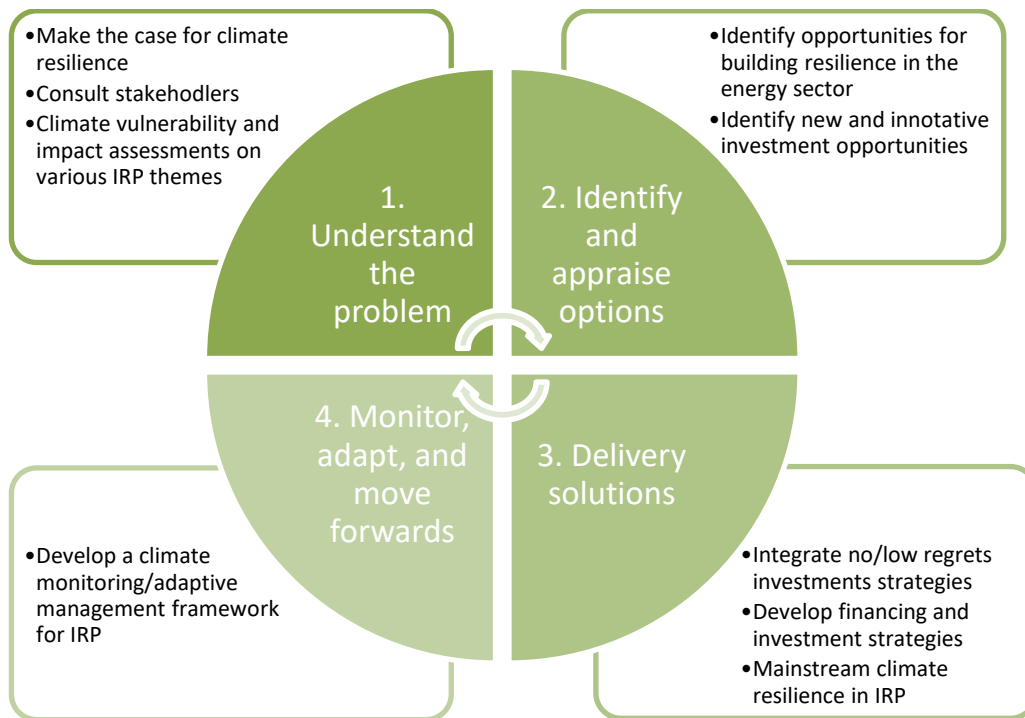 •Make the case for climate
resilience
•Consult stakehodlers
•Climate vulnerability and
impact assessments on
various IRP themes
1.
Understand
the
problem
•Identify opportunities for
building resilience in the
energy sector
•Identify new and innotative
investment opportunities
2. Identify
and
appraise
options
3. Delivery
solutions
•Integrate no/low regrets
investments strategies
•Develop financing and
investment strategies
•Mainstream climate
resilience in IRP
4. Monitor,
adapt, and
move
forwards
•Develop a climate
monitoring/adaptive
management framework
for IRP